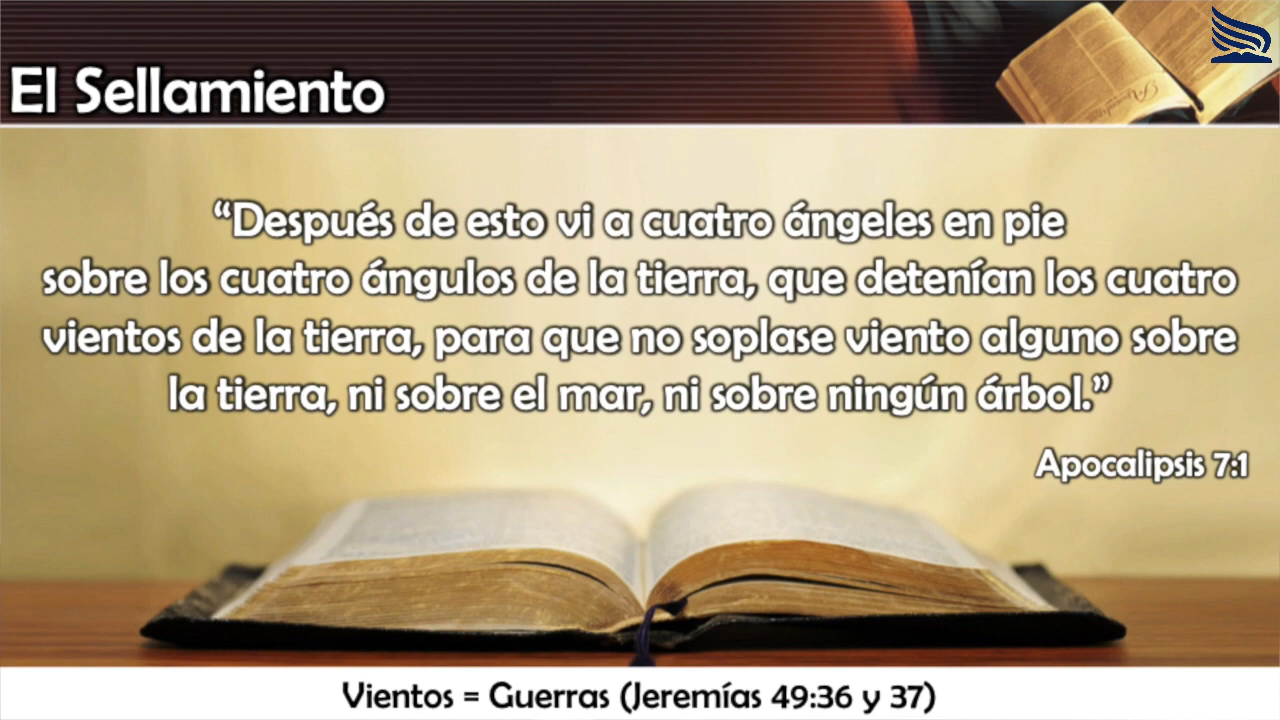 El Sellamiento
“Después de esto vi a cuatro ángeles en pie
sobre los cuatro ángulos de la tierra, que detenían los cuatro
vientos de la tierra, para que no soplase viento alguno sobre
la tierra, ni sobre el mar, ni sobre ningún árbol.”
Apocalipsis 7:1
Vientos = Guerras (Jeremías 49:36 y 37)